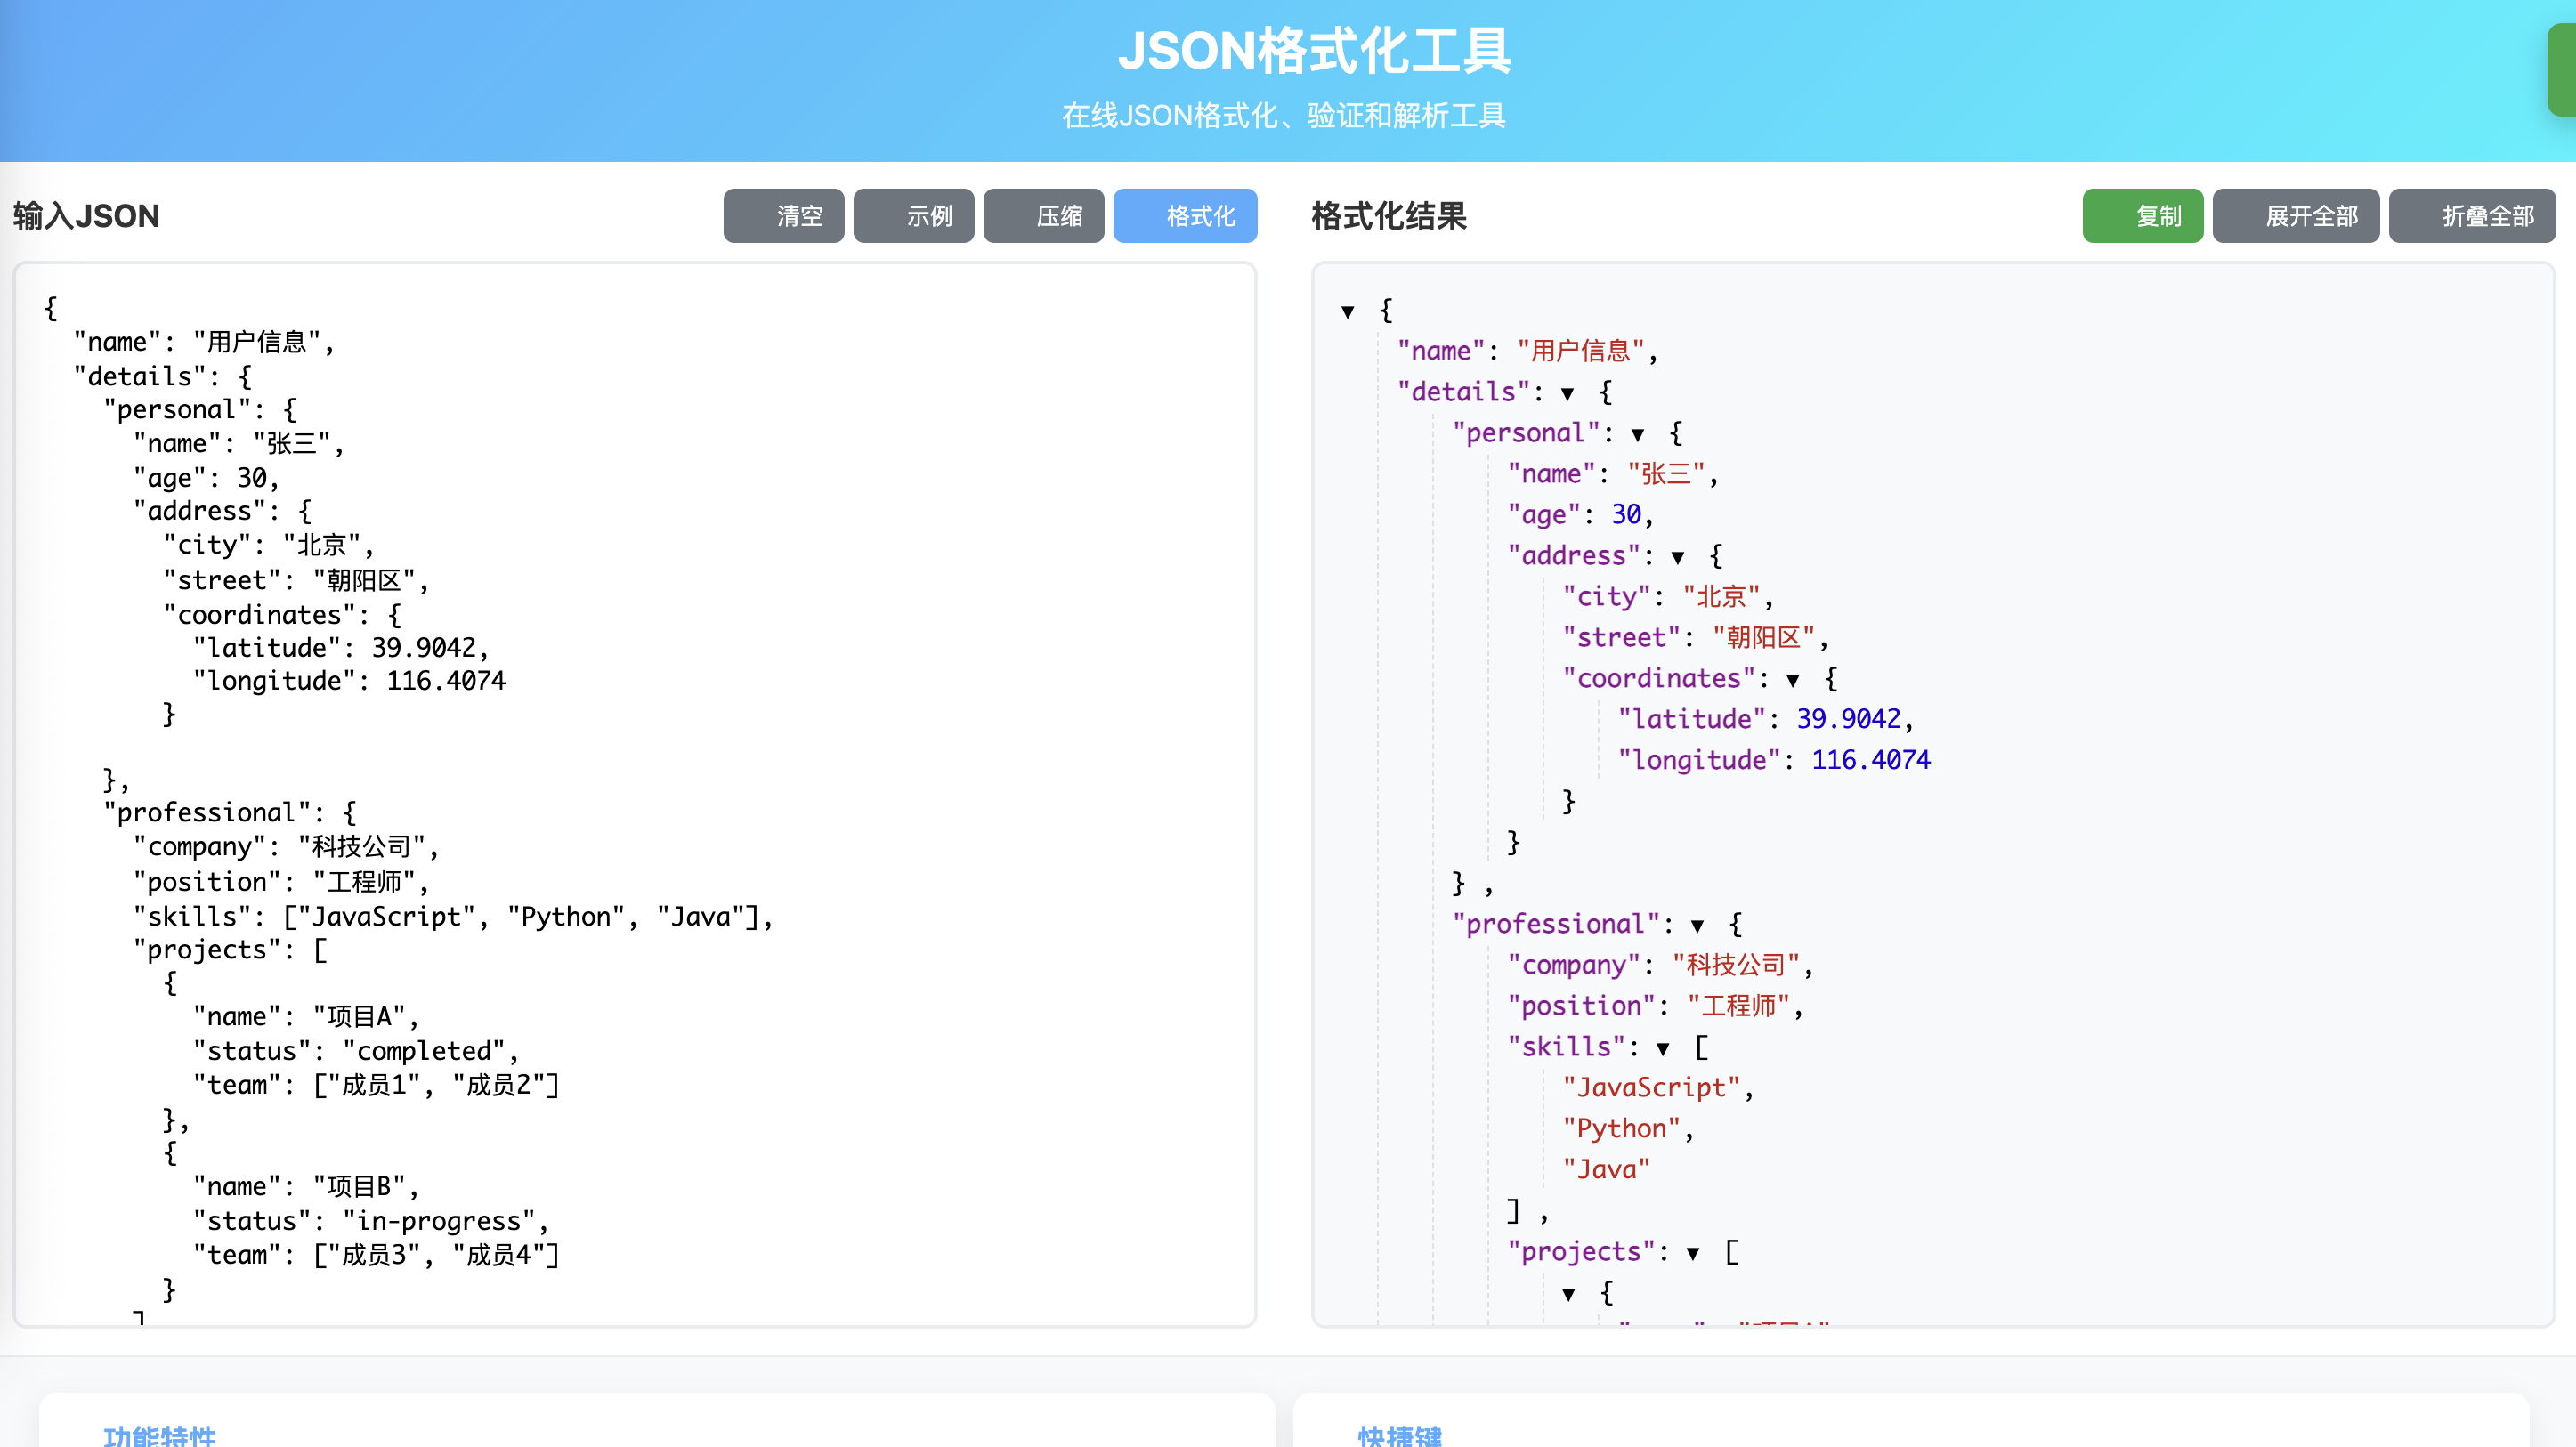 JSON格式化工具
在线JSON格式化、验证和解析工具
输入JSON
清空
示例
压缩
格式化
{
  "name": "用户信息",
  "details": {
    "personal": {
      "name": "张三",
      "age": 30,
      "address": {
        "city": "北京",
        "street": "朝阳区",
        "coordinates": {
          "latitude": 39.9042,
          "longitude": 116.4074
        }
    },
    "professional": {
      "company": "科技公司",
      "position": "工程师",
      "skills": ["JavaScript", "Python", "Java"],
      "projects": [
        {
          "name": "项目A",
          "status": "completed",
          "team": ["成员1", "成员2"]
        },
        {
          "name": "项目B",
          "status": "in-progress",
          "team": ["成员3", "成员4"]
        }
      ]
格式化结果
复制
展开全部
折叠全部
▼ {
  "name": "用户信息",
  "details": ▼ {
    "personal": ▼ {
      "name": "张三",
      "age": 30,
      "address": ▼ {
        "city": "北京",
        "street": "朝阳区",
        "coordinates": ▼ {
          "latitude": 39.9042,
          "longitude": 116.4074
        }
      }
    } ,
    "professional": ▼ {
      "company": "科技公司",
      "position": "工程师",
      "skills": ▼ [
        "JavaScript",
        "Python",
        "Java"
      ] ,
      "projects": ▼ [
        ▼ {
功能特性
快捷键